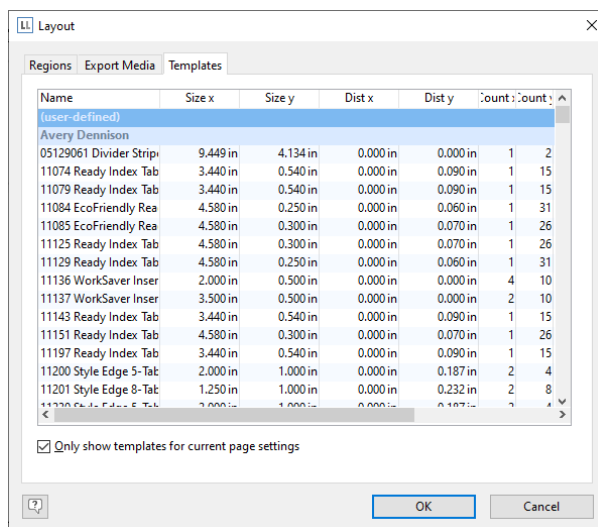 LL Layout
Regions Export Media Templates
Name Size x Size y Dist x Dist y Count y
(user-defined)
Avery Dennison
05129061 Divider Strip 9.449 in 4.134 in 0.000 in 0.000 in 1 2
11074 Ready Index Tab 3.440 in 0.540 in 0.000 in 0.090 in 1 15
11079 Ready Index Tab 3.440 in 0.540 in 0.000 in 0.090 in 1 15
11084 EcoFriendly Rea 4.580 in 0.250 in 0.000 in 0.060 in 1 31
11085 EcoFriendly Rea 4.580 in 0.300 in 0.000 in 0.070 in 1 26
11125 Ready Index Tab 4.580 in 0.300 in 0.000 in 0.070 in 1 26
11129 Ready Index Tab 4.580 in 0.250 in 0.000 in 0.060 in 1 31
11136 WorkSaver Inser 2.000 in 0.500 in 0.000 in 0.000 in 4 10
11137 WorkSaver Inser 3.500 in 0.500 in 0.000 in 0.000 in 2 10
11143 Ready Index Tab 3.440 in 0.540 in 0.000 in 0.090 in 1 15
11151 Ready Index Tab 4.580 in 0.300 in 0.000 in 0.070 in 1 26
11197 Ready Index Tab 3.440 in 0.540 in 0.000 in 0.090 in 1 15
11200 Style Edge 5-Tab 2.000 in 1.000 in 0.000 in 0.187 in 2 4
11201 Style Edge 8-Tab 1.250 in 1.000 in 0.000 in 0.232 in 2 8
Only show templates for current page settings
OK Cancel